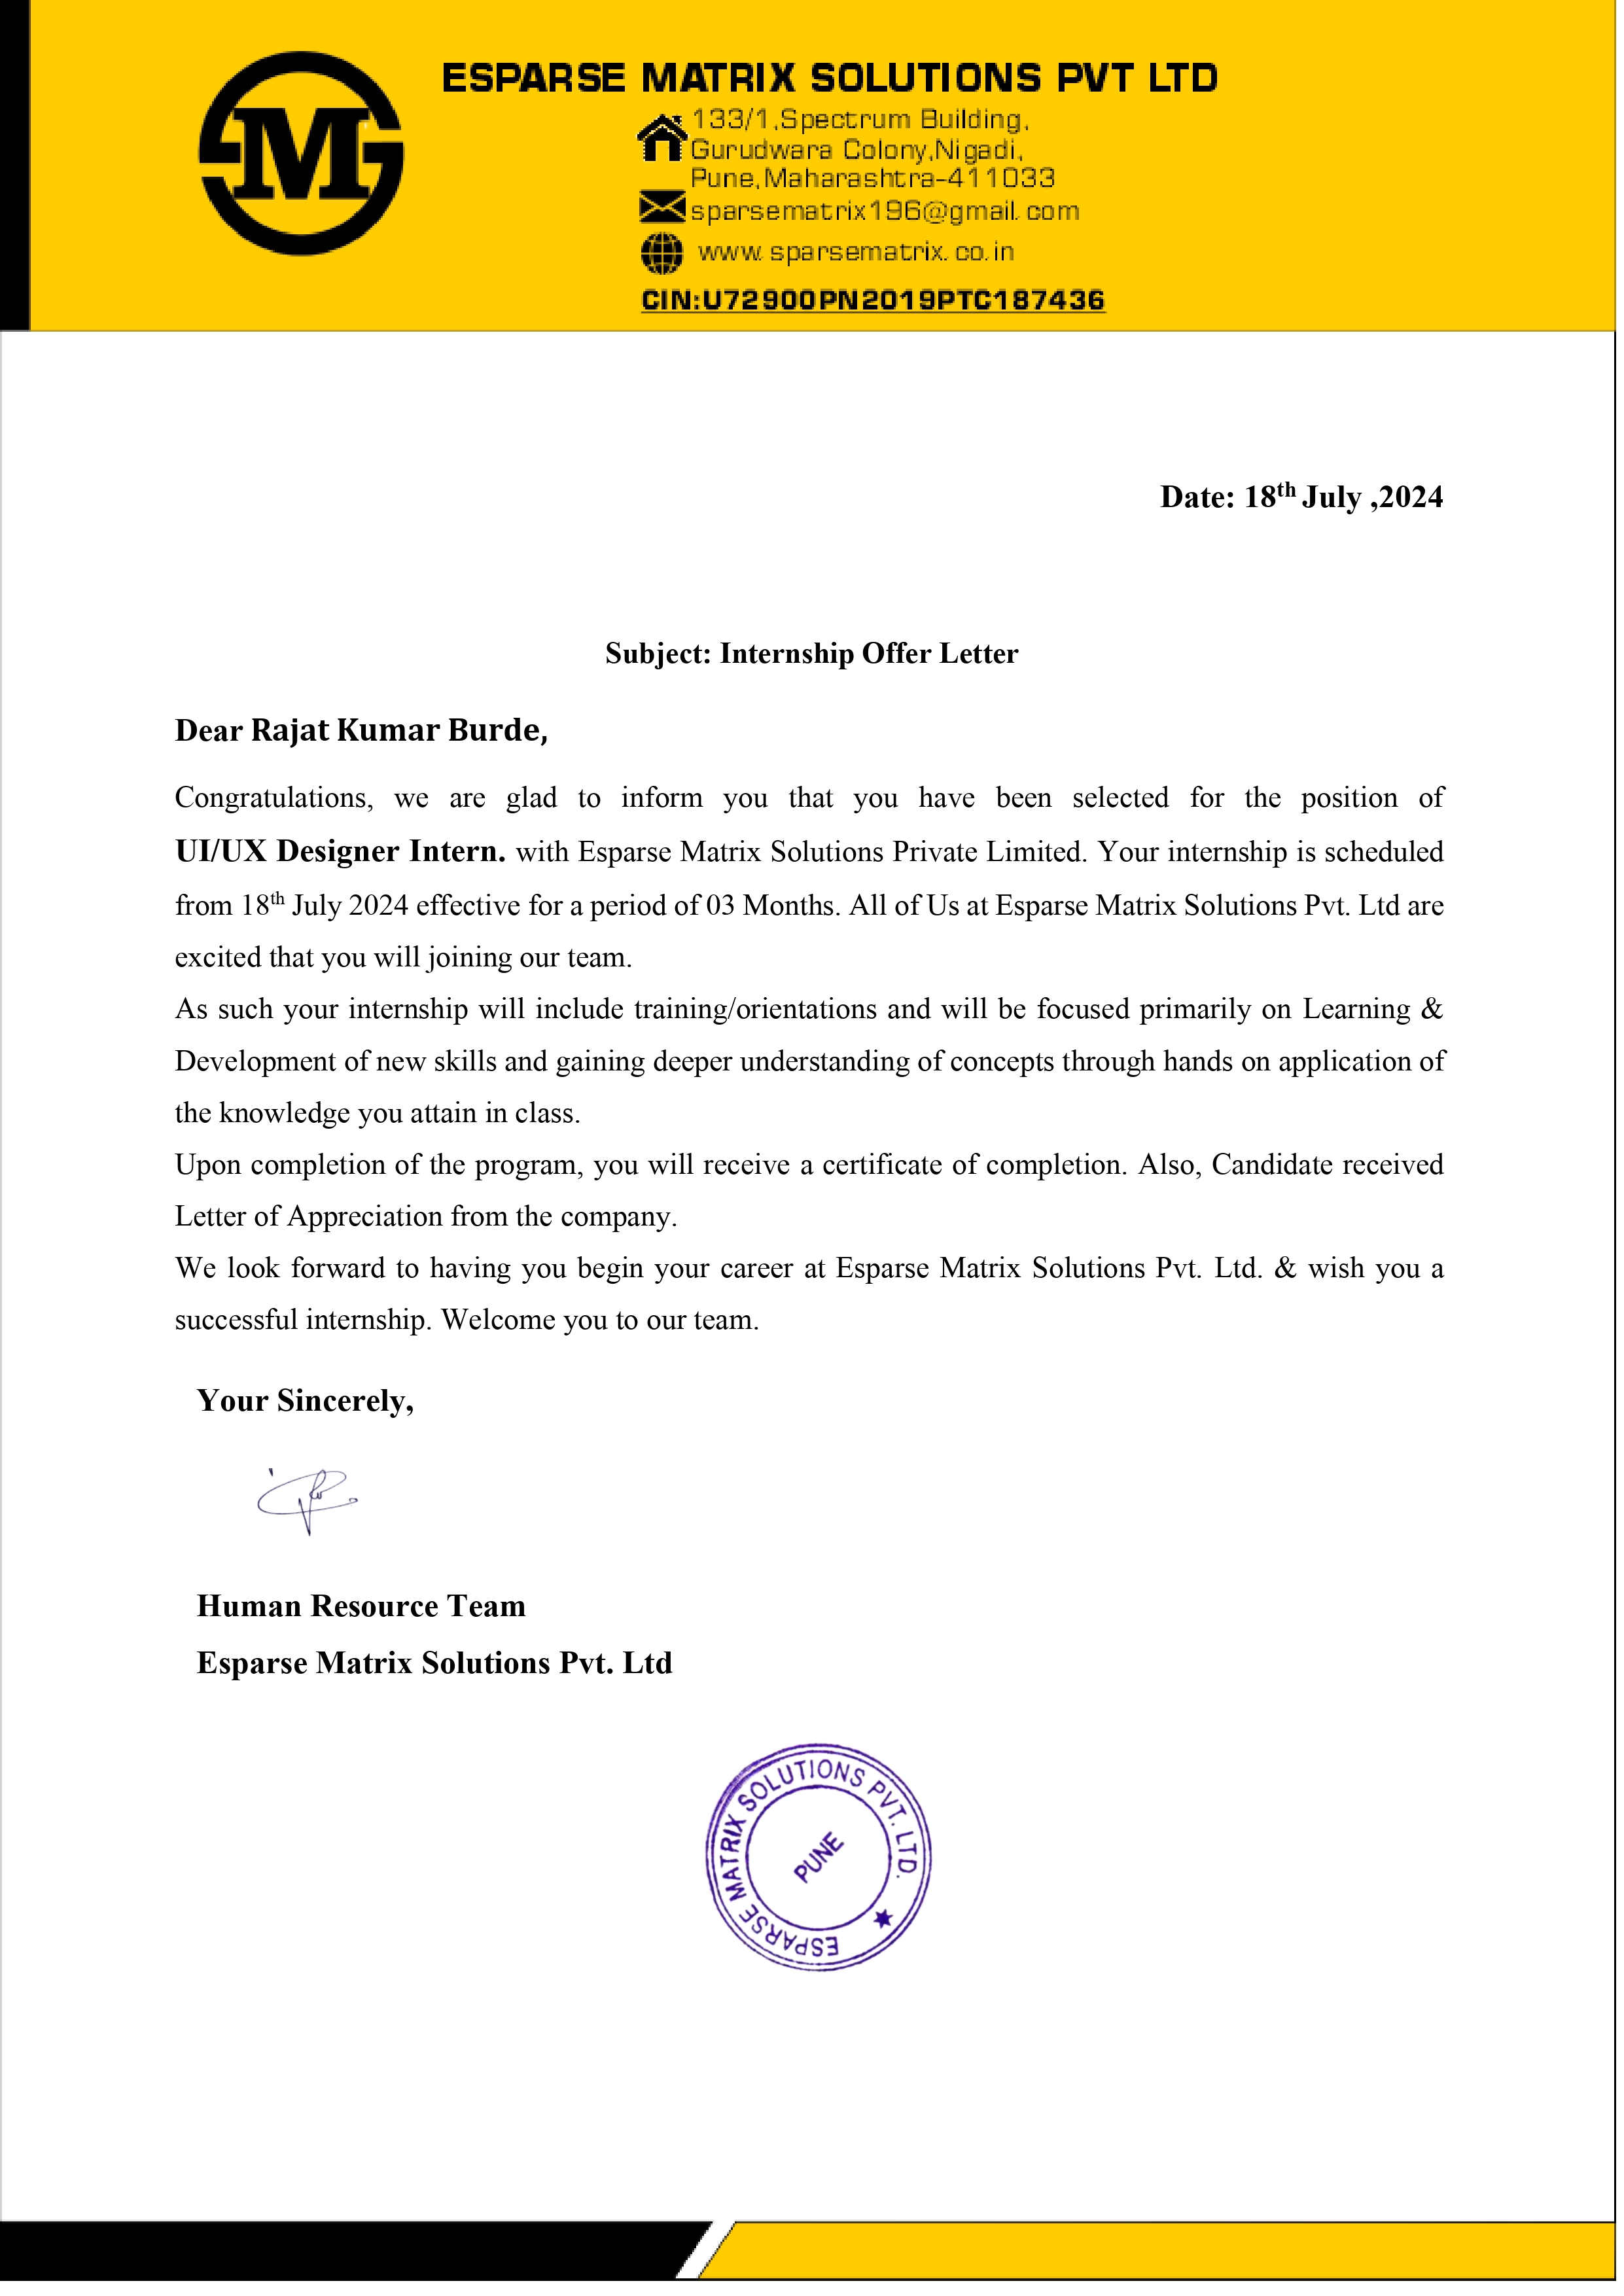 M
ESPARSE MATRIX SOLUTIONS PVT LTD
133/1,Spectrum Building,
Gurudwara Colony,Nigadi,
Pune,Maharashtra-411033
sparsematrix196@gmail.com
www.sparsematrix.co.in
CIN:U72900PN2019PTC187436
Date: 18th July ,2024
Subject: Internship Offer Letter
Dear Rajat Kumar Burde,
Congratulations, we are glad to inform you that you have been selected for the position of
UI/UX Designer Intern. with Esparse Matrix Solutions Private Limited. Your internship is scheduled
from 18th July 2024 effective for a period of 03 Months. All of Us at Esparse Matrix Solutions Pvt. Ltd are
excited that you will joining our team.
As such your internship will include training/orientations and will be focused primarily on Learning &
Development of new skills and gaining deeper understanding of concepts through hands on application of
the knowledge you attain in class.
Upon completion of the program, you will receive a certificate of completion. Also, Candidate received
Letter of Appreciation from the company.
We look forward to having you begin your career at Esparse Matrix Solutions Pvt. Ltd. & wish you a
successful internship. Welcome you to our team.
Your Sincerely,
Human Resource Team
Esparse Matrix Solutions Pvt. Ltd
ESPARSE MATRIX SOLUTIONS PVT. LTD.
PUNE